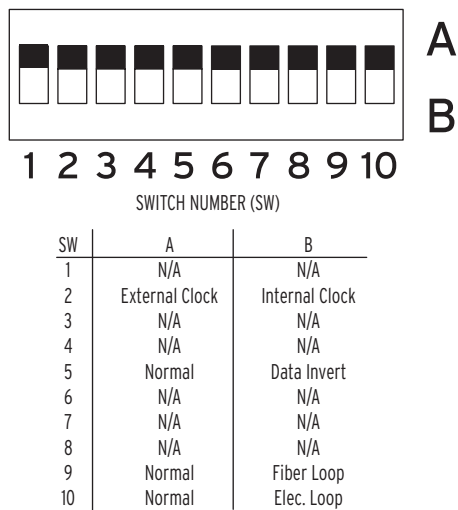 A
B
1 2 3 4 5 6 7 8 9 10
SWITCH NUMBER (SW)
SW A B
1 N/A N/A
2 External Clock Internal Clock
3 N/A N/A
4 N/A N/A
5 Normal Data Invert
6 N/A N/A
7 N/A N/A
8 N/A N/A
9 Normal Fiber Loop
10 Normal Elec. Loop